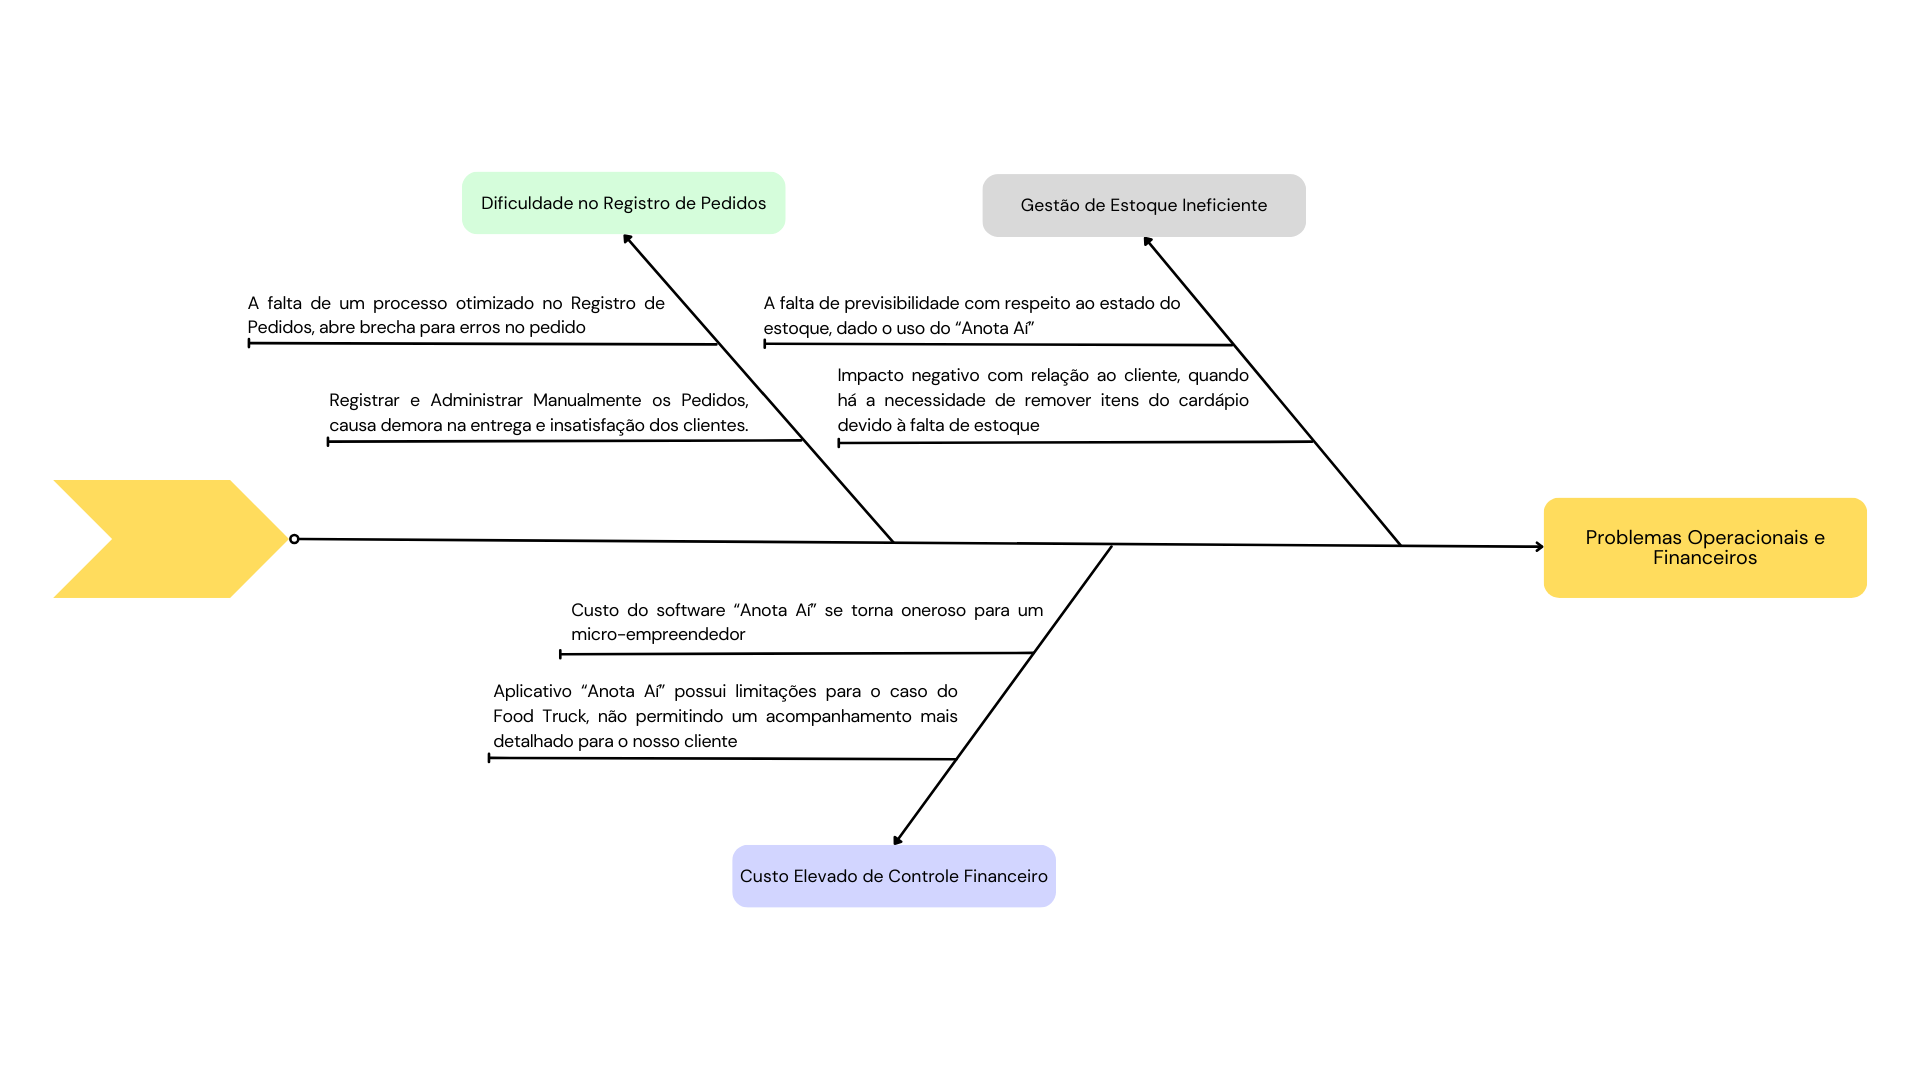 Dificuldade no Registro de Pedidos
A falta de um processo otimizado no Registro de
Pedidos, abre brecha para erros no pedido
Registrar e Administrar Manualmente os Pedidos,
causa demora na entrega e insatisfação dos clientes.
Gestão de Estoque Ineficiente
A falta de previsibilidade com respeito ao estado do
estoque, dado o uso do “Anota Aí”
Impacto negativo com relação ao cliente, quando
há a necessidade de remover itens do cardápio
devido à falta de estoque
Problemas Operacionais e
Financeiros
Custo do software “Anota Aí” se torna oneroso para um
micro-empreendedor
Aplicativo “Anota Aí” possui limitações para o caso do
Food Truck, não permitindo um acompanhamento mais
detalhado para o nosso cliente
Custo Elevado de Controle Financeiro